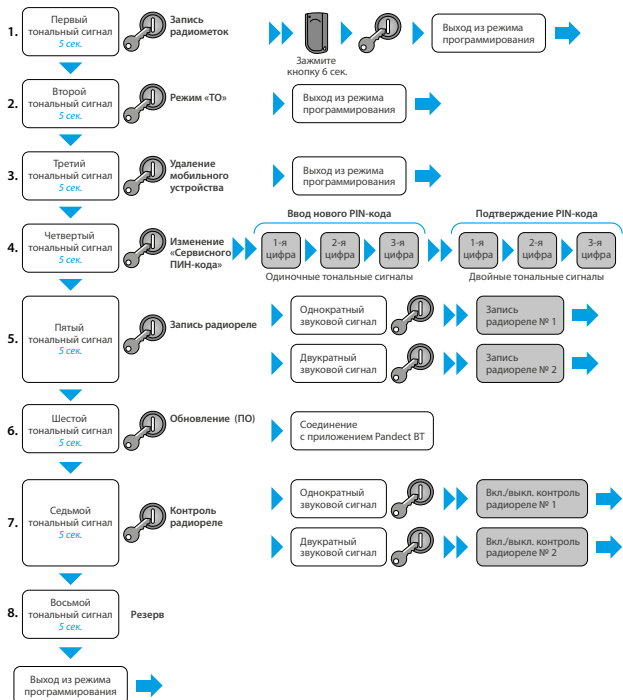 1.
Первый
тональный сигнал
5 сек.
Запись
радиометок
Зажмите
кнопку 6 сек.
Выход из режима
программирования
2.
Второй
тональный сигнал
5 сек.
Режим «ТО»
Выход из режима
программирования
3.
Третий
тональный сигнал
5 сек.
Удаление
мобильного
устройства
Выход из режима
программирования
4.
Четвертый
тональный сигнал
5 сек.
Изменение
«Сервисного
ПИН-кода»
Ввод нового PIN-кода
1-я
цифра
2-я
цифра
3-я
цифра
Одиночные тональные сигналы
Подтверждение PIN-кода
1-я
цифра
2-я
цифра
3-я
цифра
Двойные тональные сигналы
5.
Пятый
тональный сигнал
5 сек.
Запись радиореле
Однократный
звуковой сигнал
Запись
радиореле № 1
Двукратный
звуковой сигнал
Запись
радиореле № 2
6.
Шестой
тональный сигнал
5 сек.
Обновление (ПО)
Соединение
с приложением Pandect BT
7.
Седьмой
тональный сигнал
5 сек.
Контроль
радиореле
Однократный
звуковой сигнал
Вкл./выкл. контроль
радиореле № 1
Двукратный
звуковой сигнал
Вкл./выкл. контроль
радиореле № 2
8.
Восьмой
тональный сигнал
5 сек.
Резерв
Выход из режима
программирования